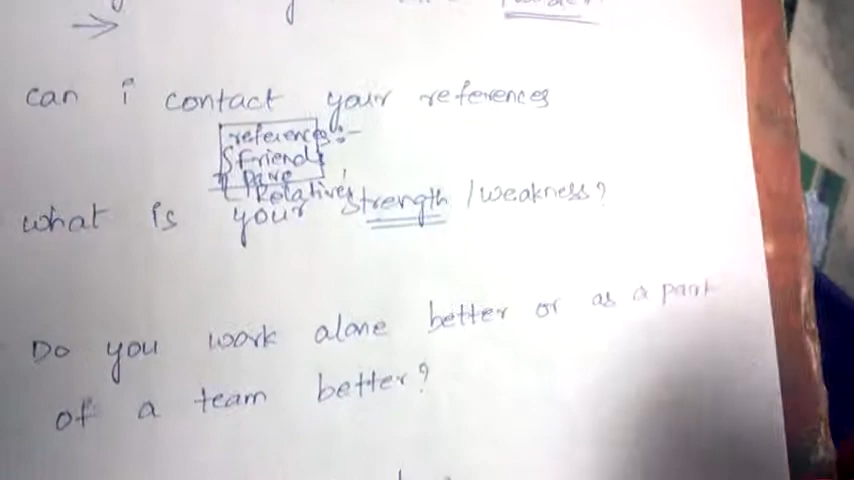 can i contact your references
references:-
Friends
Relatives
what is your strength / weakness?
Do you work alone better or as a part
of a team better?